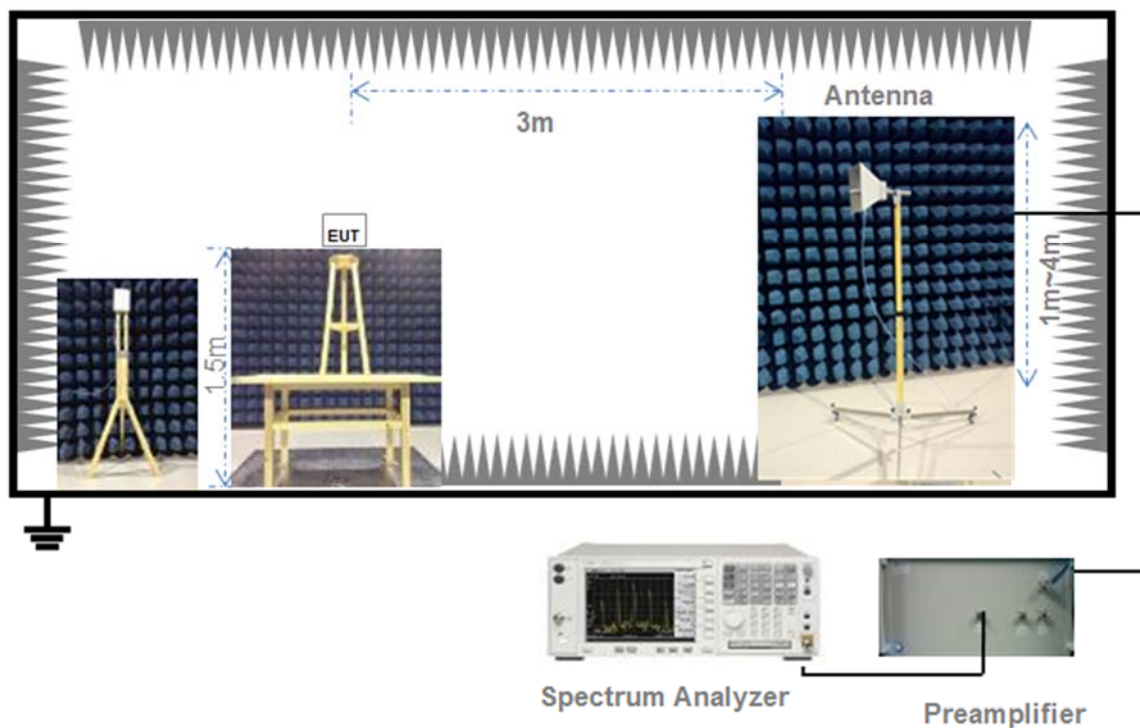 Antenna
3m
EUT
1.5m
1m~4m
Spectrum Analyzer
Preamplifier